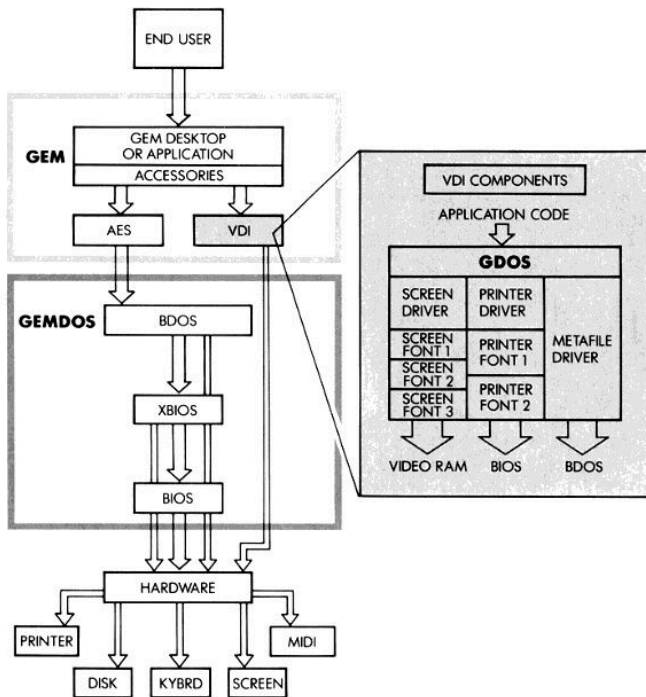 END USER
GEM
GEM DESKTOP
OR APPLICATION
ACCESSORIES
AES
VDI
GEMDOS
BDOS
XBIOS
BIOS
HARDWARE
PRINTER
DISK
KYBRD
SCREEN
MIDI
VDI COMPONENTS
APPLICATION CODE
GDOS
SCREEN
DRIVER
SCREEN
FONT 1
SCREEN
FONT 2
SCREEN
FONT 3
PRINTER
DRIVER
PRINTER
FONT 1
PRINTER
FONT 2
METAFILE
DRIVER
VIDEO RAM
BIOS
BDOS